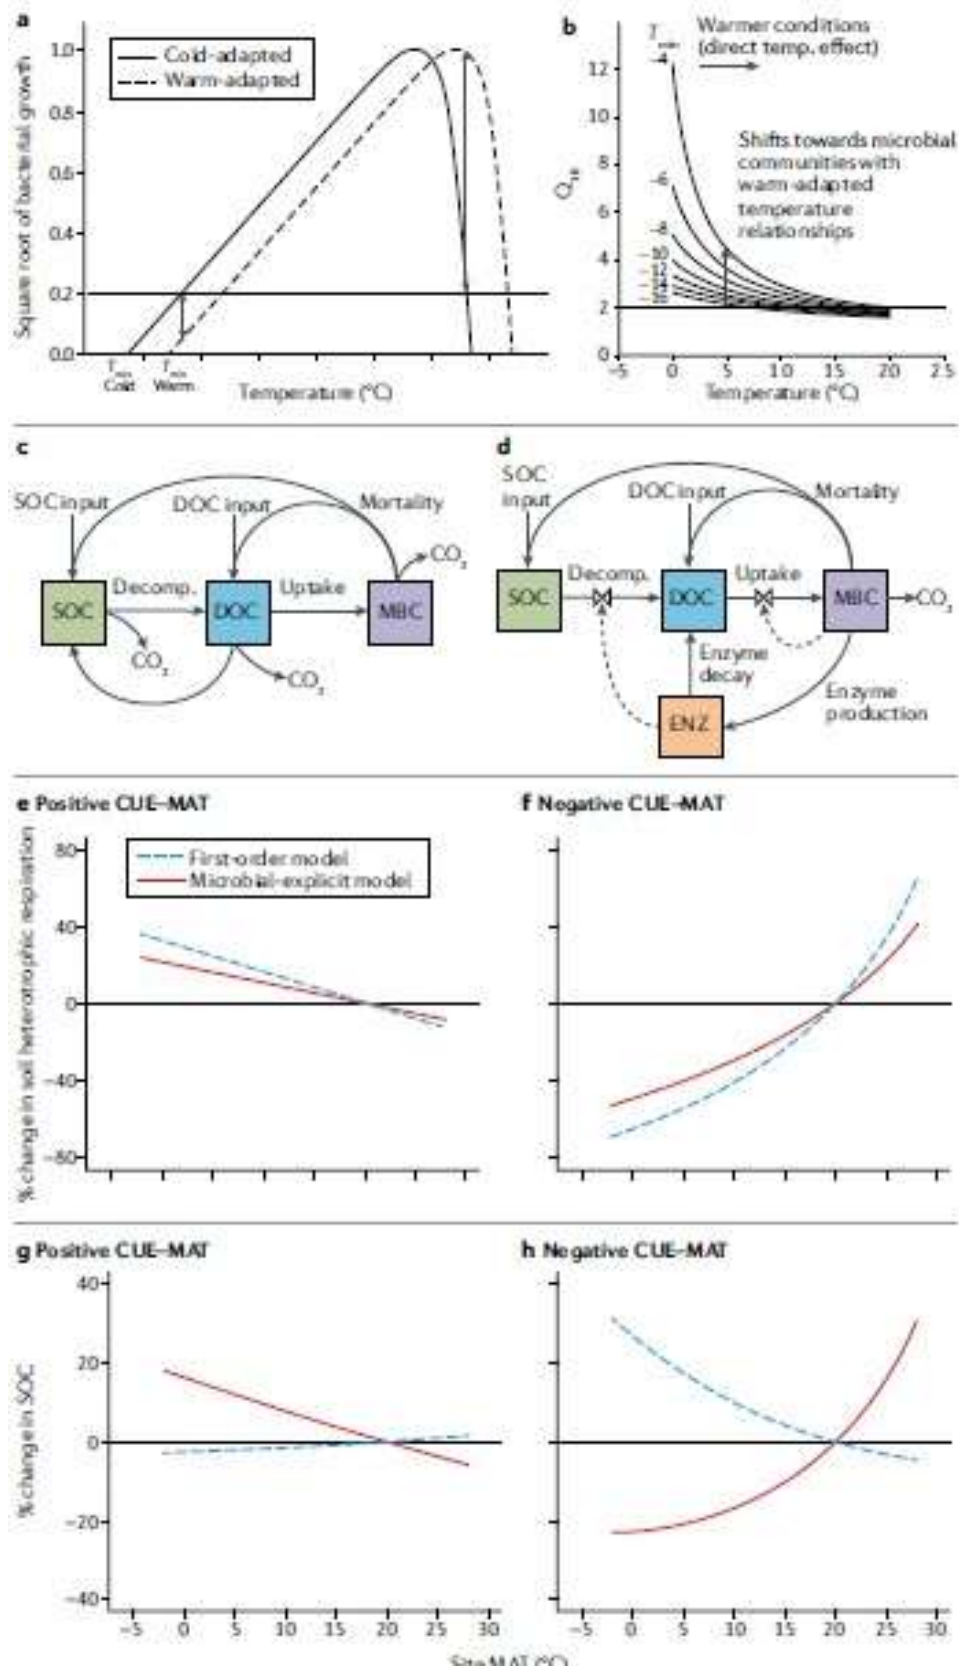 a
Square root of bacterial growth
1.0
0.8
0.6
0.4
0.2
0.0
Cold-adapted
Warm-adapted
Tmin
Cold
Tmin
Warm
Temperature (°C)
b
Tmin
Warmer conditions
(direct temp. effect)
Shifts towards microbial
communities with
warm-adapted
temperature
relationships
Q10
12
10
8
6
4
2
0
-4
-6
-8
-10
-12
-5
0
5
10
15
20
25
Temperature (°C)
c
SOC input
DOC input
Mortality
CO2
Decomp.
Uptake
SOC
DOC
MBC
CO2
CO2
d
SOC
input
DOC input
Mortality
Decomp.
Uptake
SOC
DOC
MBC
CO2
Enzyme
decay
Enzyme
production
ENZ
e Positive CUE–MAT
% change in soil heterotrophic respiration
80
40
0
−40
−80
First-order model
Microbial-explicit model
f Negative CUE–MAT
g Positive CUE–MAT
% change in SOC
40
20
0
−20
−40
−5
0
5
10
15
20
25
30
h Negative CUE–MAT
−5
0
5
10
15
20
25
30
Site MAT (°C)